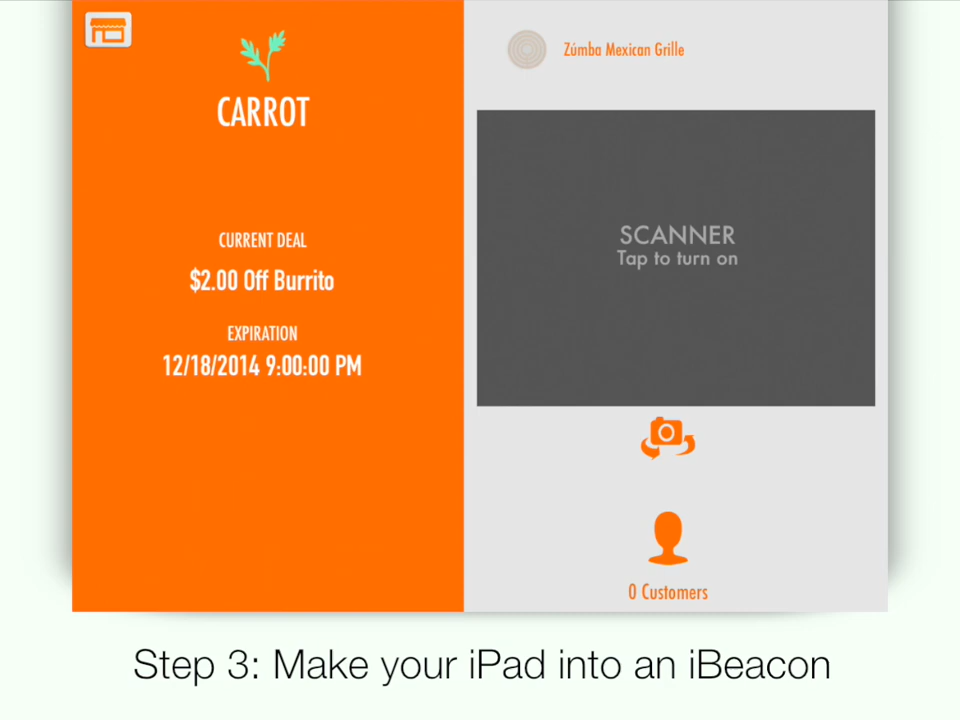 CARROT
CURRENT DEAL
$2.00 Off Burrito
EXPIRATION
12/18/2014 9:00:00 PM
Zúmba Mexican Grille
SCANNER
Tap to turn on
0 Customers
Step 3: Make your iPad into an iBeacon